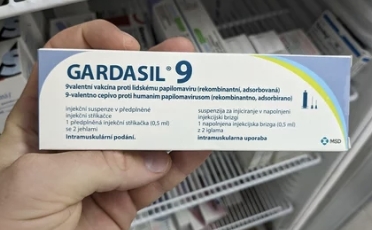 GARDASIL® 9
9valentní vakcína proti lidskému papilomaviru (rekombinantní, adsorbovaná)
9-valentno cepivo proti humanim papilomavirusom (rekombinantno, adsorbirano)
injekční suspenze v předplněné
injekční stříkačce
1 předplněná injekční stříkačka (0,5 ml)
se 2 jehlami
intramuskulární podání.
suspenzija za injiciranje v napolnjeni
injekcijski brizgi
1 napolnjena injekcijska brizga (0,5 ml)
z 2 iglama
intramuskularna uporaba
MSD